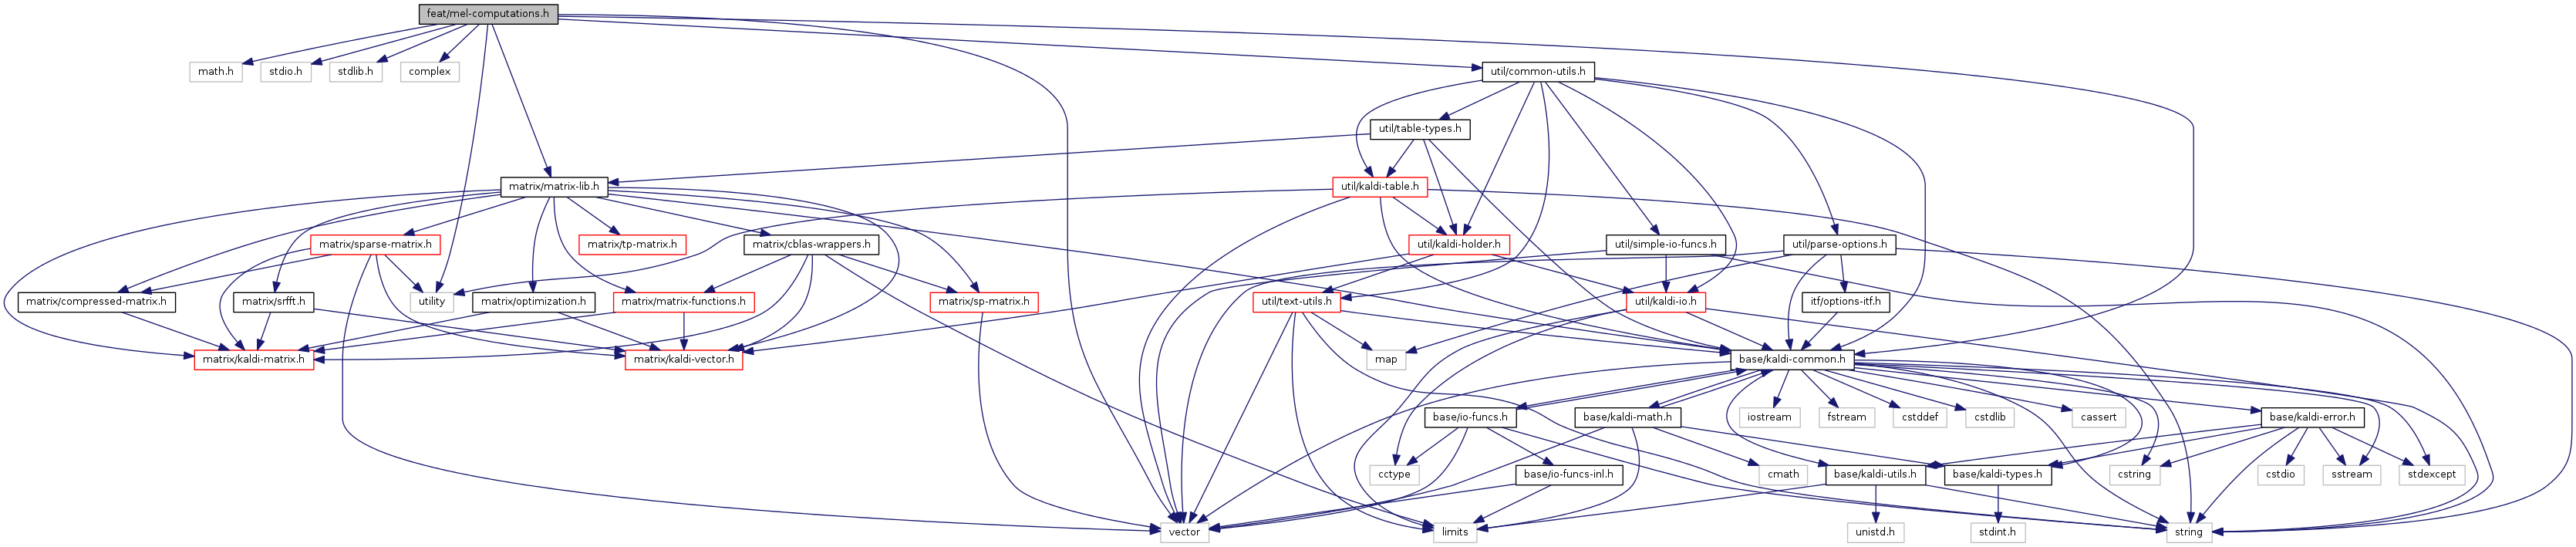 feat/mel-computations.h
math.h
stdio.h
stdlib.h
complex
util/common-utils.h
util/table-types.h
matrix/matrix-lib.h
util/kaldi-table.h
matrix/sparse-matrix.h
matrix/tp-matrix.h
matrix/cblas-wrappers.h
util/kaldi-holder.h
util/simple-io-funcs.h
util/parse-options.h
matrix/compressed-matrix.h
matrix/srfft.h
utility
matrix/optimization.h
matrix/matrix-functions.h
matrix/sp-matrix.h
util/text-utils.h
util/kaldi-io.h
itf/options-itf.h
matrix/kaldi-matrix.h
matrix/kaldi-vector.h
map
base/kaldi-common.h
base/io-funcs.h
base/kaldi-math.h
iostream
fstream
cstddef
cstdlib
cassert
base/kaldi-error.h
cctype
base/io-funcs-inl.h
cmath
base/kaldi-utils.h
base/kaldi-types.h
cstring
cstdio
sstream
stdexcept
vector
limits
unistd.h
stdint.h
string